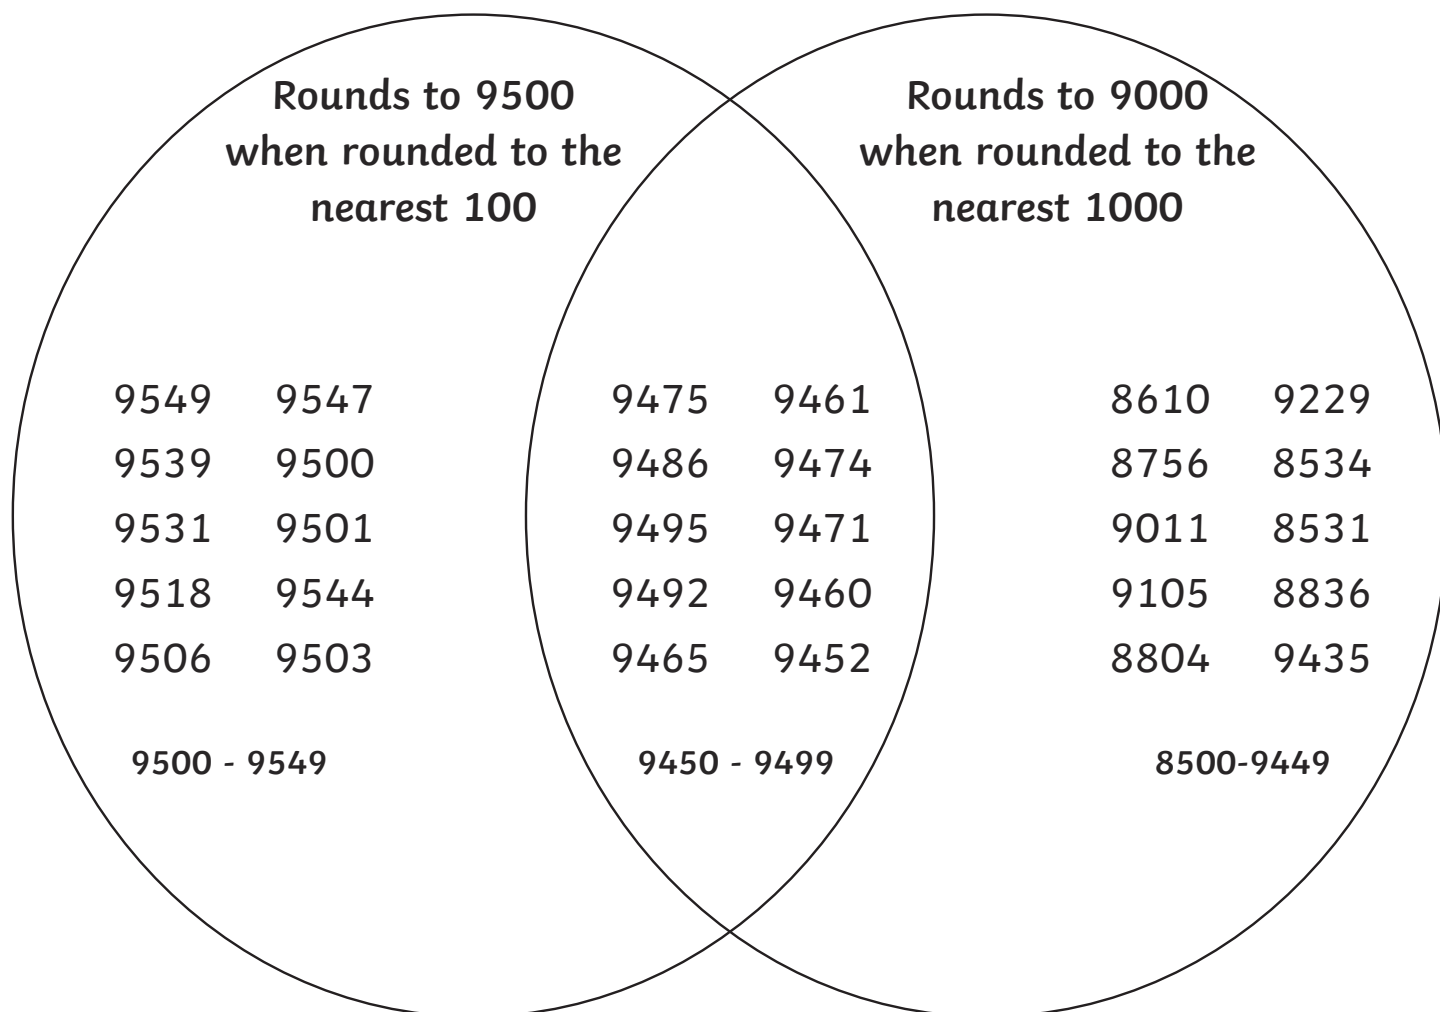 Rounds to 9500
when rounded to the
nearest 100
Rounds to 9000
when rounded to the
nearest 1000
9549 9547
9539 9500
9531 9501
9518 9544
9506 9503
9500 - 9549
9475 9461
9486 9474
9495 9471
9492 9460
9465 9452
9450 - 9499
8610 9229
8756 8534
9011 8531
9105 8836
8804 9435
8500-9449